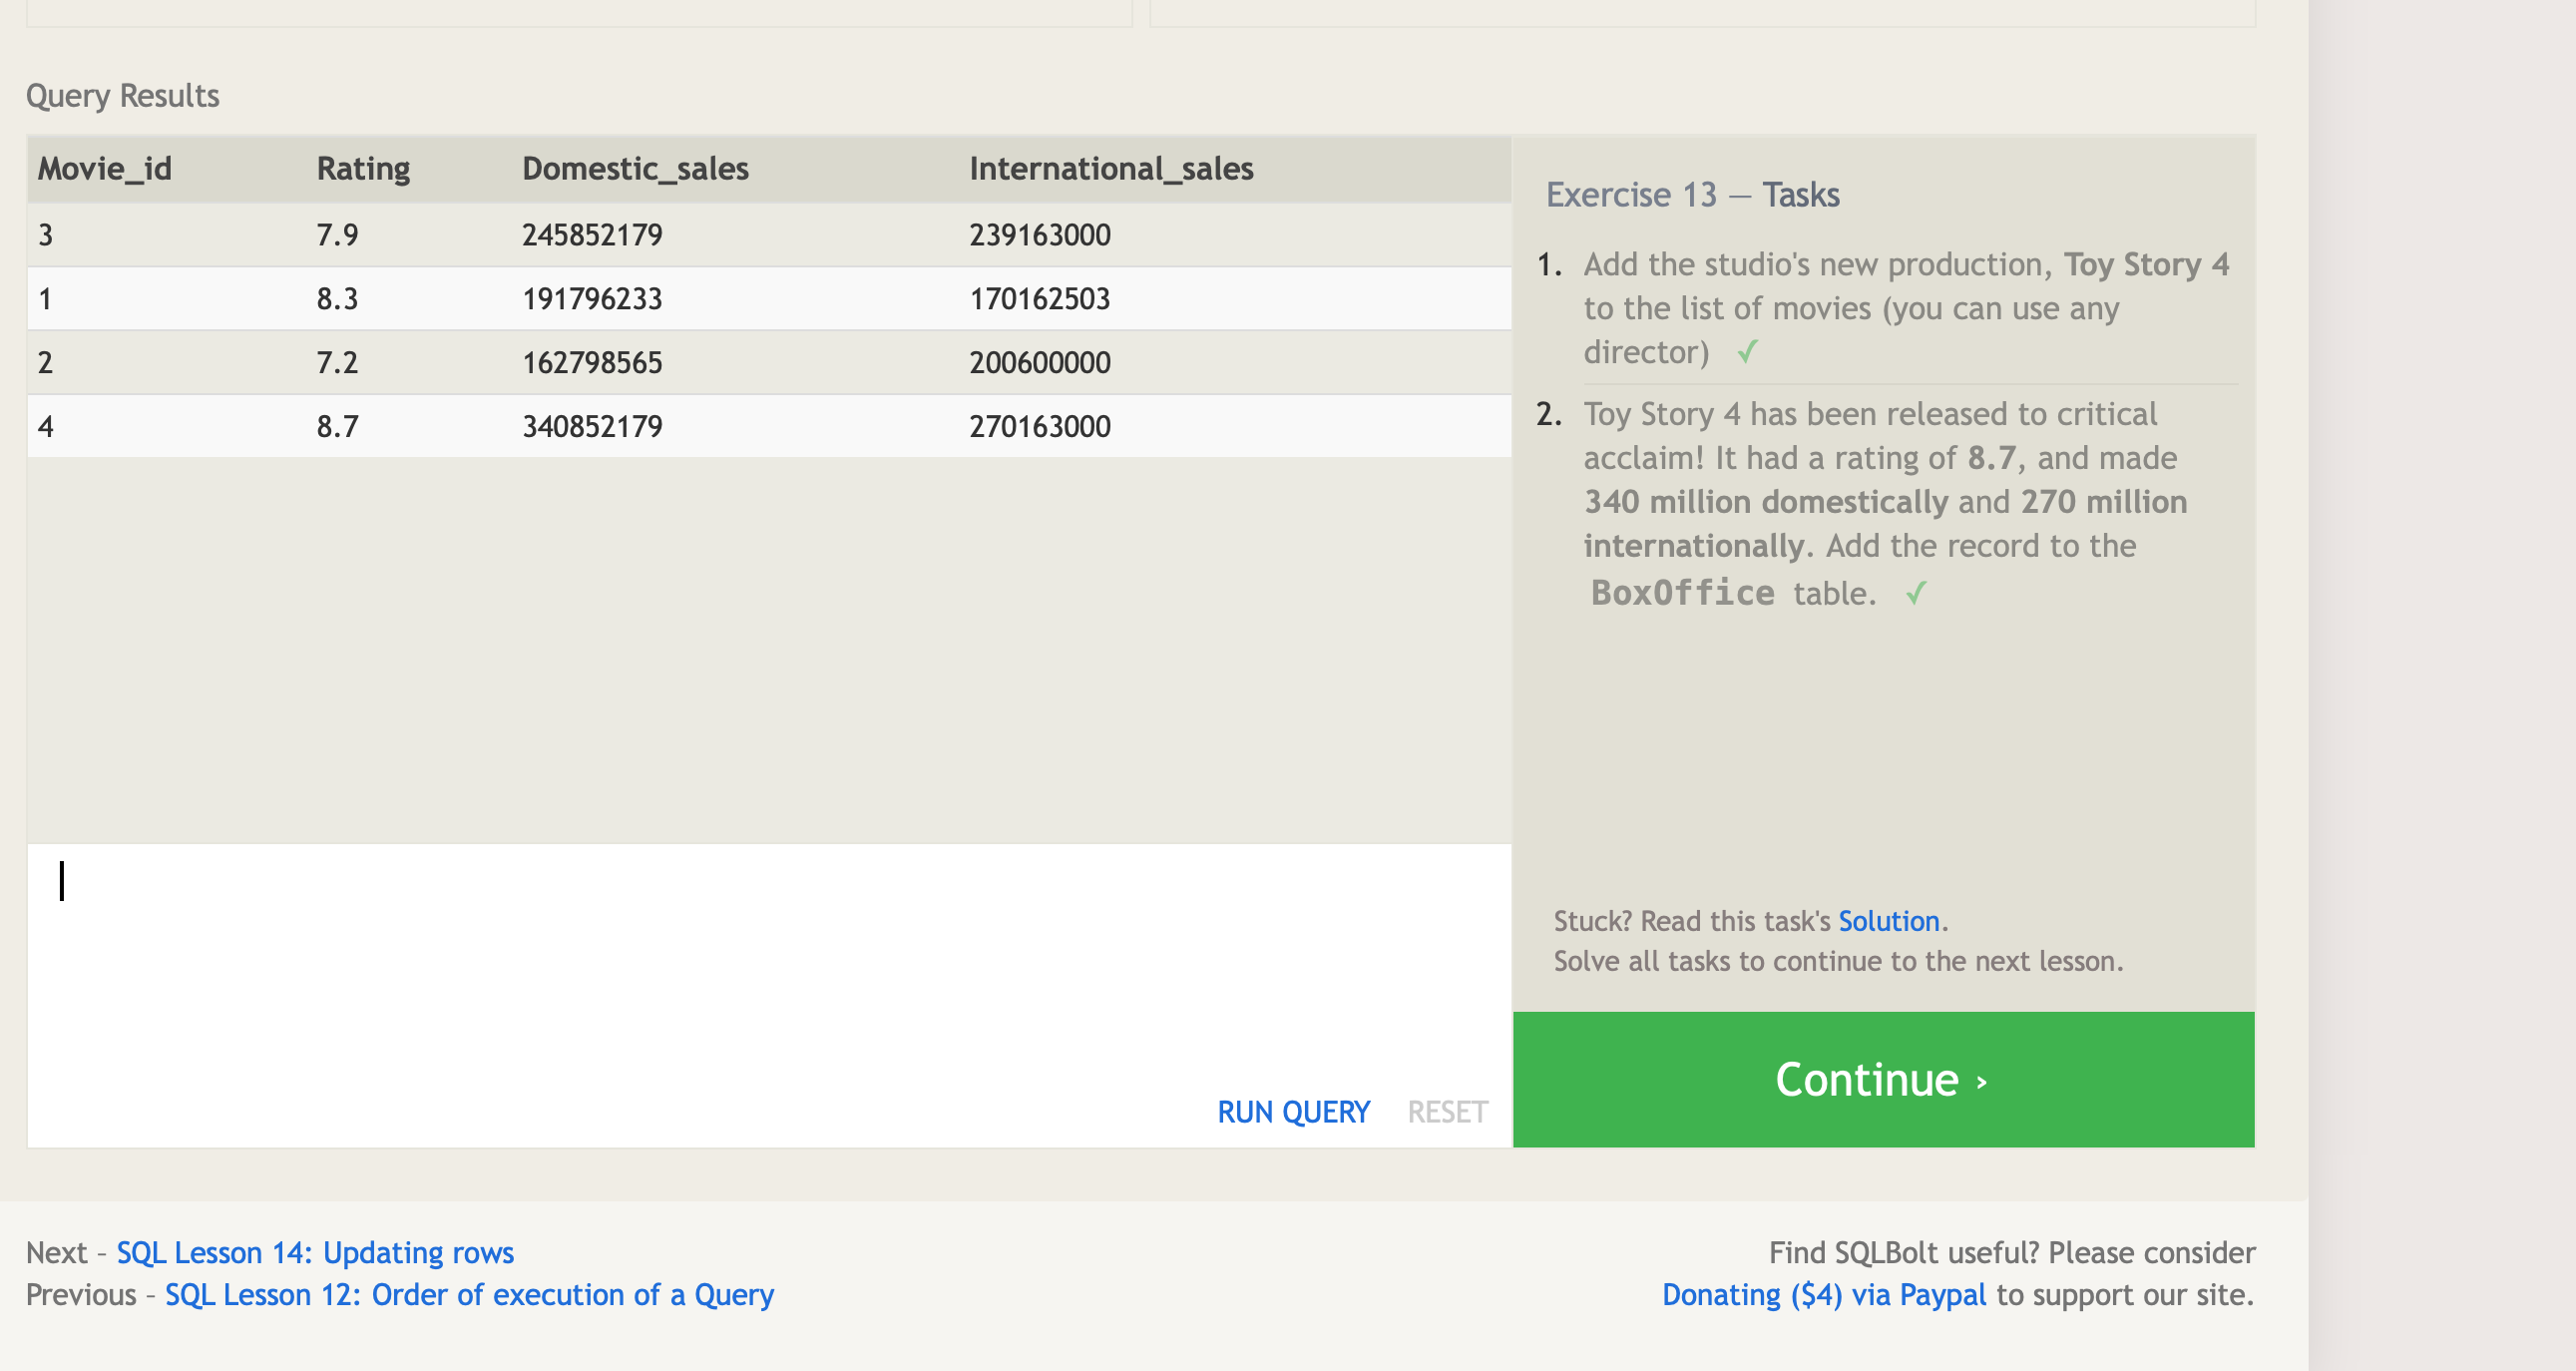 Query Results
Movie_id Rating Domestic_sales International_sales
3 7.9 245852179 239163000
1 8.3 191796233 170162503
2 7.2 162798565 200600000
4 8.7 340852179 270163000
Exercise 13 — Tasks
1. Add the studio's new production, Toy Story 4
to the list of movies (you can use any
director) ✓
2. Toy Story 4 has been released to critical
acclaim! It had a rating of 8.7, and made
340 million domestically and 270 million
internationally. Add the record to the
BoxOffice table. ✓
Stuck? Read this task's Solution.
Solve all tasks to continue to the next lesson.
RUN QUERY RESET
Continue ›
Next – SQL Lesson 14: Updating rows
Previous – SQL Lesson 12: Order of execution of a Query
Find SQLBolt useful? Please consider
Donating ($4) via Paypal to support our site.